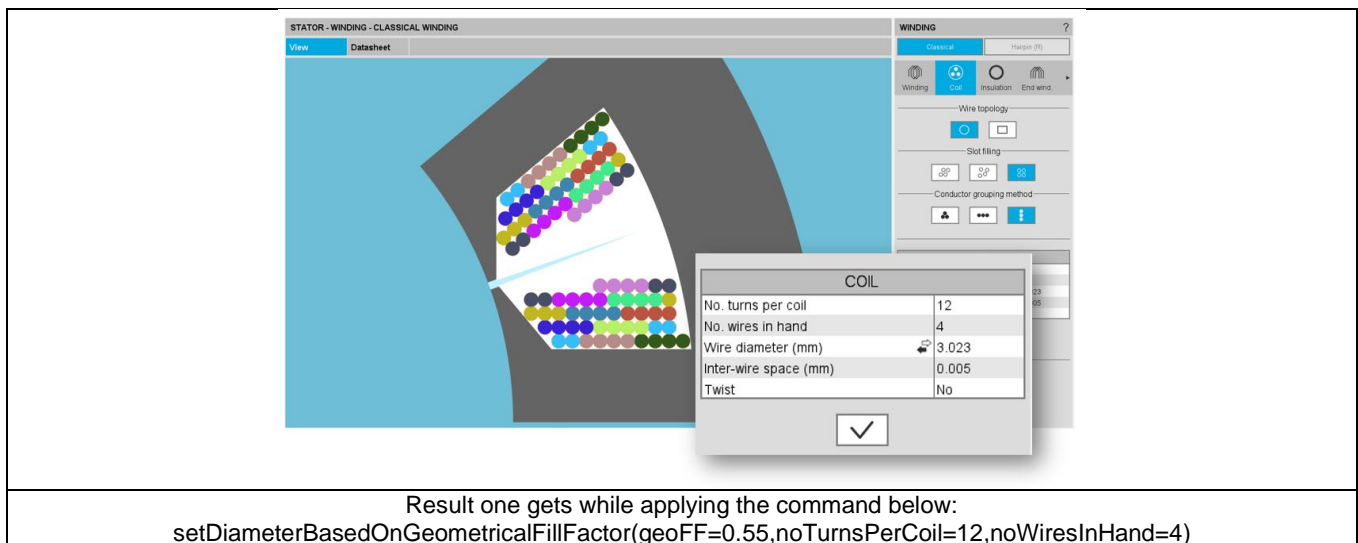 STATOR - WINDING - CLASSICAL WINDING
WINDING
?
View
Datasheet
Classical
Hairpin (R)
Winding
Coil
Insulation
End wind.
Wire topology
Slot filling
Conductor grouping method
COIL
No. turns per coil 12
No. wires in hand 4
Wire diameter (mm) 3.023
Inter-wire space (mm) 0.005
Twist No
23
05
Result one gets while applying the command below:
setDiameterBasedOnGeometricalFillFactor(geoFF=0.55,noTurnsPerCoil=12,noWiresInHand=4)